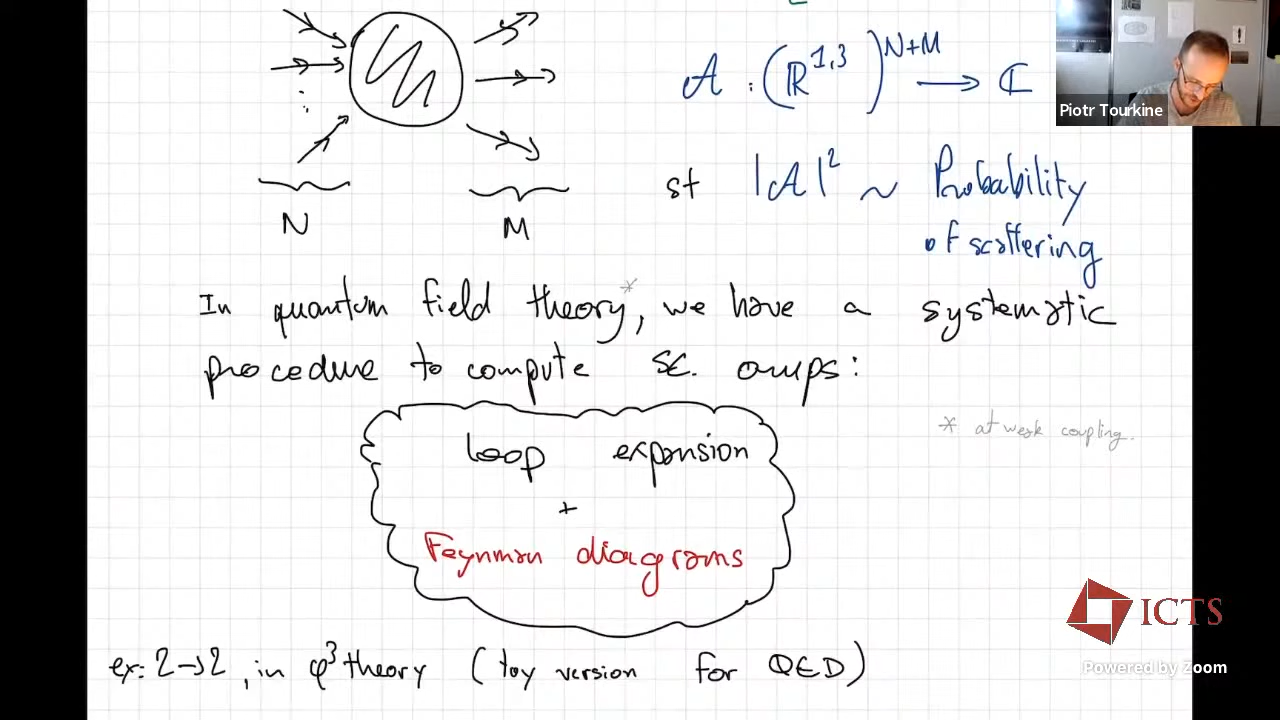 𝒜 : (ℝ^{1,3})^{N+M} → ℂ
Piotr Tourkine
st |𝒜|² ~ Probability
of scattering
N
M
In quantum field theory*, we have a systematic
procedure to compute sc. amps:
* at weak coupling.
Loop expansion
+
Feynman diagrams
ICTS
ex: 2→2, in φ³ theory (toy version for QED)
Powered by Zoom